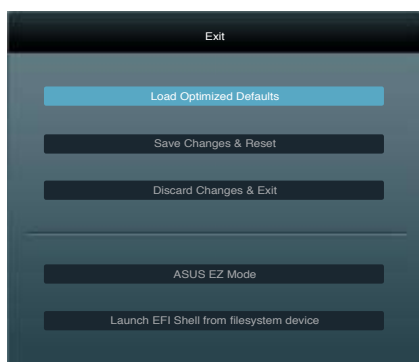 Exit
Load Optimized Defaults
Save Changes & Reset
Discard Changes & Exit
ASUS EZ Mode
Launch EFI Shell from filesystem device